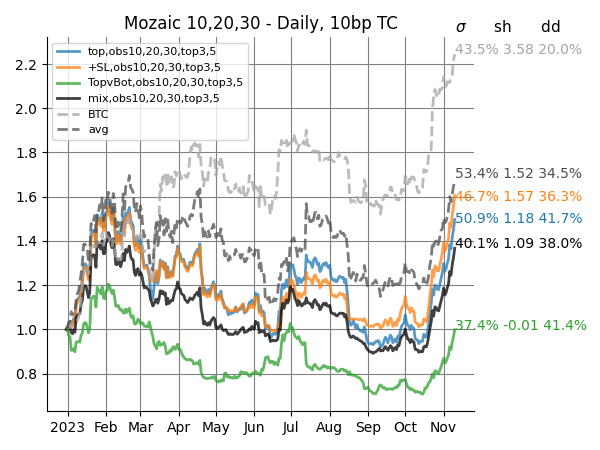 Mozaic 10,20,30 - Daily, 10bp TC
σ sh dd
top,obs10,20,30,top3,5
+SL,obs10,20,30,top3,5
TopvBot,obs10,20,30,top3,5
mix,obs10,20,30,top3,5
BTC
avg
43.5% 3.58 20.0%
53.4% 1.52 34.5%
46.7% 1.57 36.3%
50.9% 1.18 41.7%
40.1% 1.09 38.0%
37.4% -0.01 41.4%
2.2
2.0
1.8
1.6
1.4
1.2
1.0
0.8
2023 Feb Mar Apr May Jun Jul Aug Sep Oct Nov